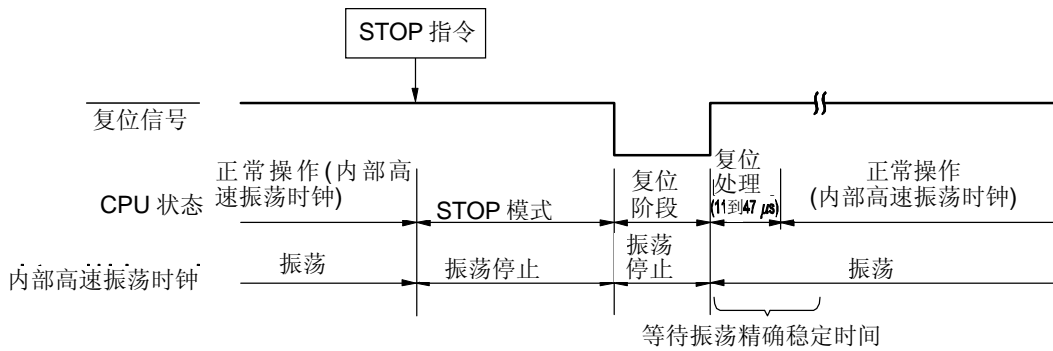 STOP 指令
复位信号
正常操作(内部高
速振荡时钟)
CPU 状态
STOP 模式
复位
阶段
复位
处理
(11到47 μs)
正常操作
(内部高速振荡时钟)
内部高速振荡时钟
振荡
振荡停止
振荡
停止
振荡
等待振荡精确稳定时间